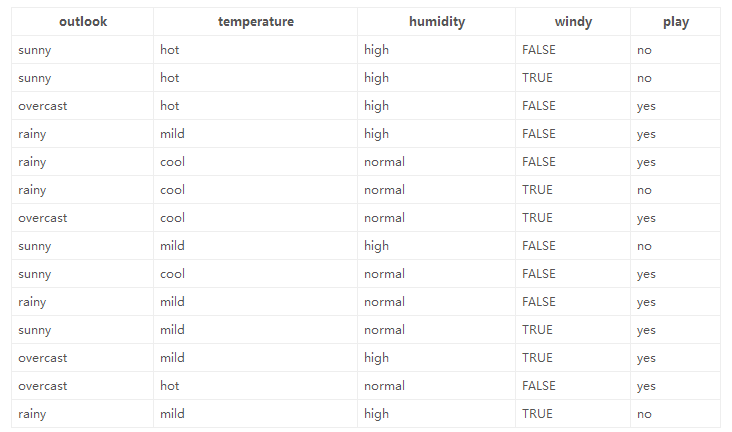 outlook temperature humidity windy play
sunny hot high FALSE no
sunny hot high TRUE no
overcast hot high FALSE yes
rainy mild high FALSE yes
rainy cool normal FALSE yes
rainy cool normal TRUE no
overcast cool normal TRUE yes
sunny mild high FALSE no
sunny cool normal FALSE yes
rainy mild normal FALSE yes
sunny mild normal TRUE yes
overcast mild high TRUE yes
overcast hot normal FALSE yes
rainy mild high TRUE no